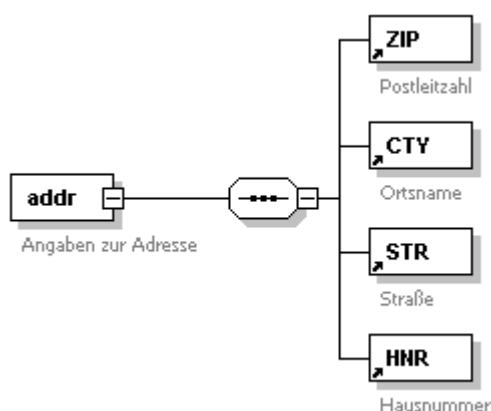 ZIP
Postleitzahl
CTY
Ortsname
addr
Angaben zur Adresse
STR
Straße
HNR
Hausnummer